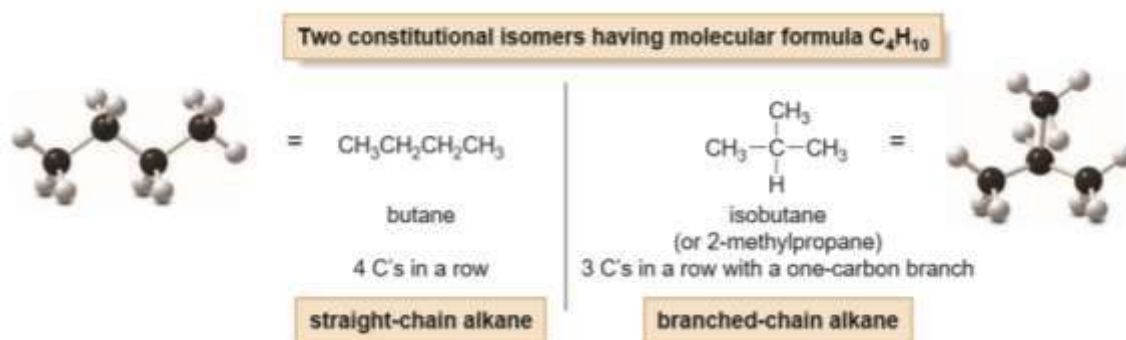 Two constitutional isomers having molecular formula C₄H₁₀
= CH₃CH₂CH₂CH₃
butane
4 C's in a row
straight-chain alkane
CH₃
CH₃–C–CH₃ =
H
isobutane
(or 2-methylpropane)
3 C's in a row with a one-carbon branch
branched-chain alkane